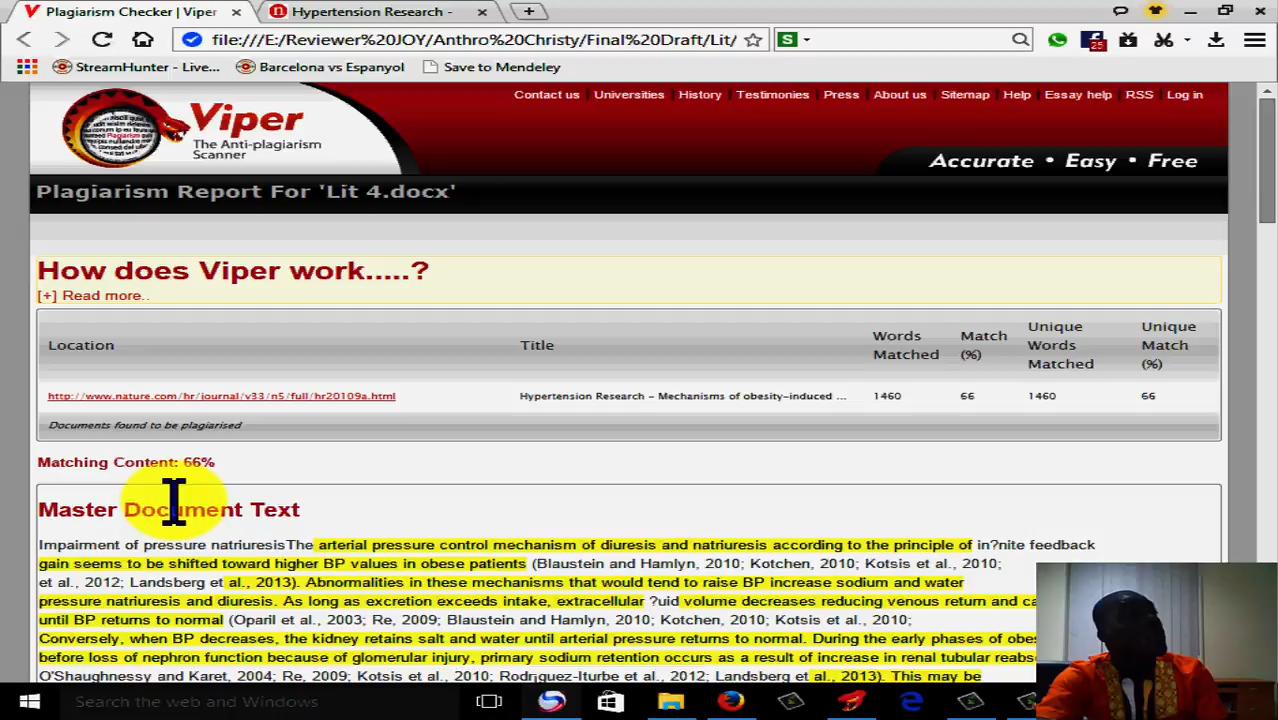 Plagiarism Checker | Viper
Hypertension Research -
file:///E:/Reviewer%20JOY/Anthro%20Christy/Final%20Draft/Lit/
S
25
StreamHunter - Live...
Barcelona vs Espanyol
Save to Mendeley
Contact us Universities History Testimonies Press About us Sitemap Help Essay help RSS Log in
Viper
The Anti-plagiarism
Scanner
Accurate • Easy • Free
Plagiarism Report For 'Lit 4.docx'
How does Viper work.....?
[+] Read more..
Location Title Words Matched Match (%) Unique Words Matched Unique Match (%)
http://www.nature.com/hr/journal/v33/n5/full/hr20109a.html Hypertension Research - Mechanisms of obesity-induced ... 1460 66 1460 66
Documents found to be plagiarised
Matching Content: 66%
Master Document Text
Impairment of pressure natriuresisThe arterial pressure control mechanism of diuresis and natriuresis according to the principle of in?nite feedback
gain seems to be shifted toward higher BP values in obese patients (Blaustein and Hamlyn, 2010; Kotchen, 2010; Kotsis et al., 2010;
et al., 2012; Landsberg et al., 2013). Abnormalities in these mechanisms that would tend to raise BP increase sodium and water
pressure natriuresis and diuresis. As long as excretion exceeds intake, extracellular ?uid volume decreases reducing venous return and ca
until BP returns to normal (Oparil et al., 2003; Re, 2009; Blaustein and Hamlyn, 2010; Kotchen, 2010; Kotsis et al., 2010;
Conversely, when BP decreases, the kidney retains salt and water until arterial pressure returns to normal. During the early phases of obes
before loss of nephron function because of glomerular injury, primary sodium retention occurs as a result of increase in renal tubular reabs
O'Shaughnessy and Karet, 2004; Re, 2009; Kotsis et al., 2010; Rodr¡guez-Iturbe et al., 2012; Landsberg et al., 2013). This may be
Search the web and Windows